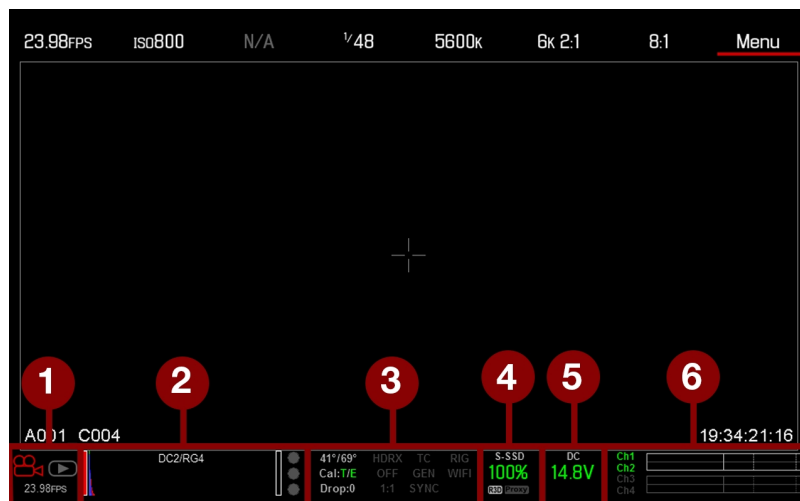 23.98FPS ISO800 N/A 1/48 5600K 6K 2:1 8:1 Menu
1 2 3 4 5 6
A001 C004 19:34:21:16
DC2/RG4 41°/69° HDRX TC RIG S-SSD DC Ch1
Cal:T/E OFF GEN WIFI 100% 14.8V Ch2
23.98FPS Drop:0 1:1 SYNC R3D Proxy Ch3
Ch4